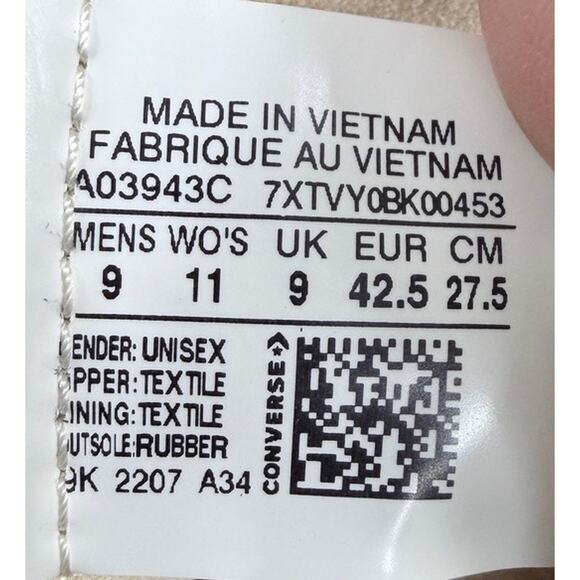 MADE IN VIETNAM
FABRIQUE AU VIETNAM
A03943C 7XTVY0BK00453
MENS WO'S UK EUR CM
9 11 9 42.5 27.5
ENDER: UNISEX
PPER: TEXTILE
INING: TEXTILE
UTSOLE: RUBBER
9K 2207 A34
CONVERSE